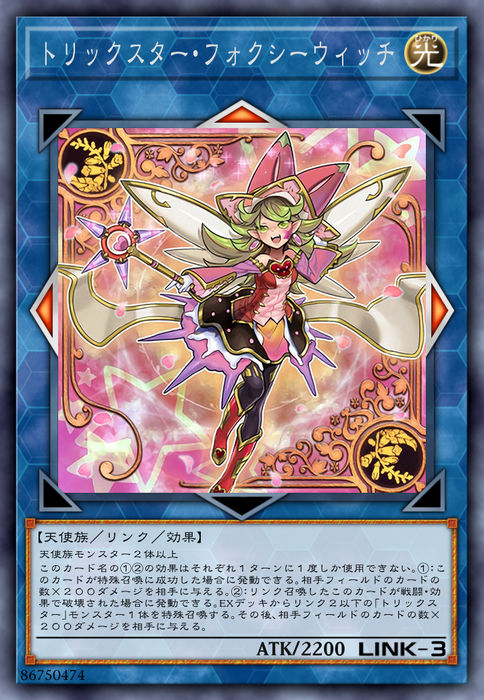 トリックスター・フォクシーウィッチ
ひかり
光
【天使族／リンク／効果】
天使族モンスター２体以上
このカード名の①②の効果はそれぞれ１ターンに１度しか使用できない。①：こ
のカードが特殊召喚に成功した場合に発動できる。相手フィールドのカードの
数×２００ダメージを相手に与える。②：リンク召喚したこのカードが戦闘・効
果で破壊された場合に発動できる。EXデッキからリンク２以下の「トリックス
ター」モンスター１体を特殊召喚する。その後、相手フィールドのカードの数×
２００ダメージを相手に与える。
ATK/2200 LINK-3
86750474